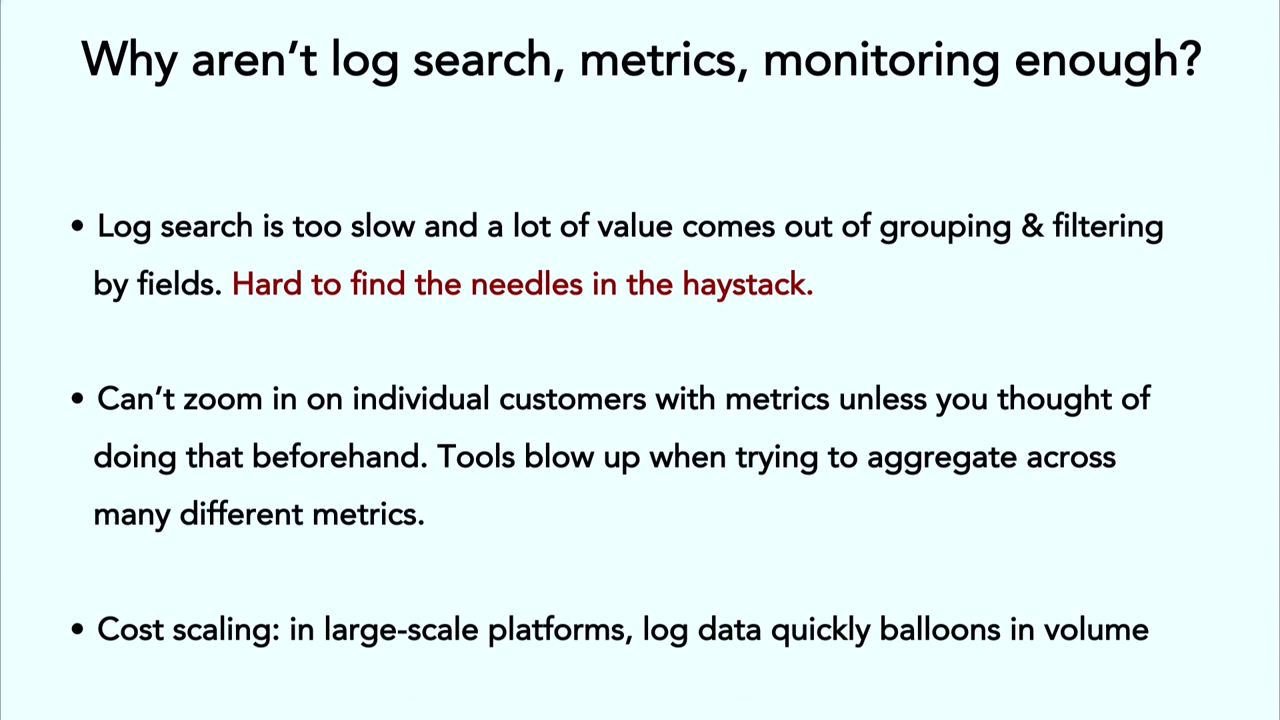 Why aren’t log search, metrics, monitoring enough?
• Log search is too slow and a lot of value comes out of grouping & filtering
by fields. Hard to find the needles in the haystack.
• Can’t zoom in on individual customers with metrics unless you thought of
doing that beforehand. Tools blow up when trying to aggregate across
many different metrics.
• Cost scaling: in large-scale platforms, log data quickly balloons in volume